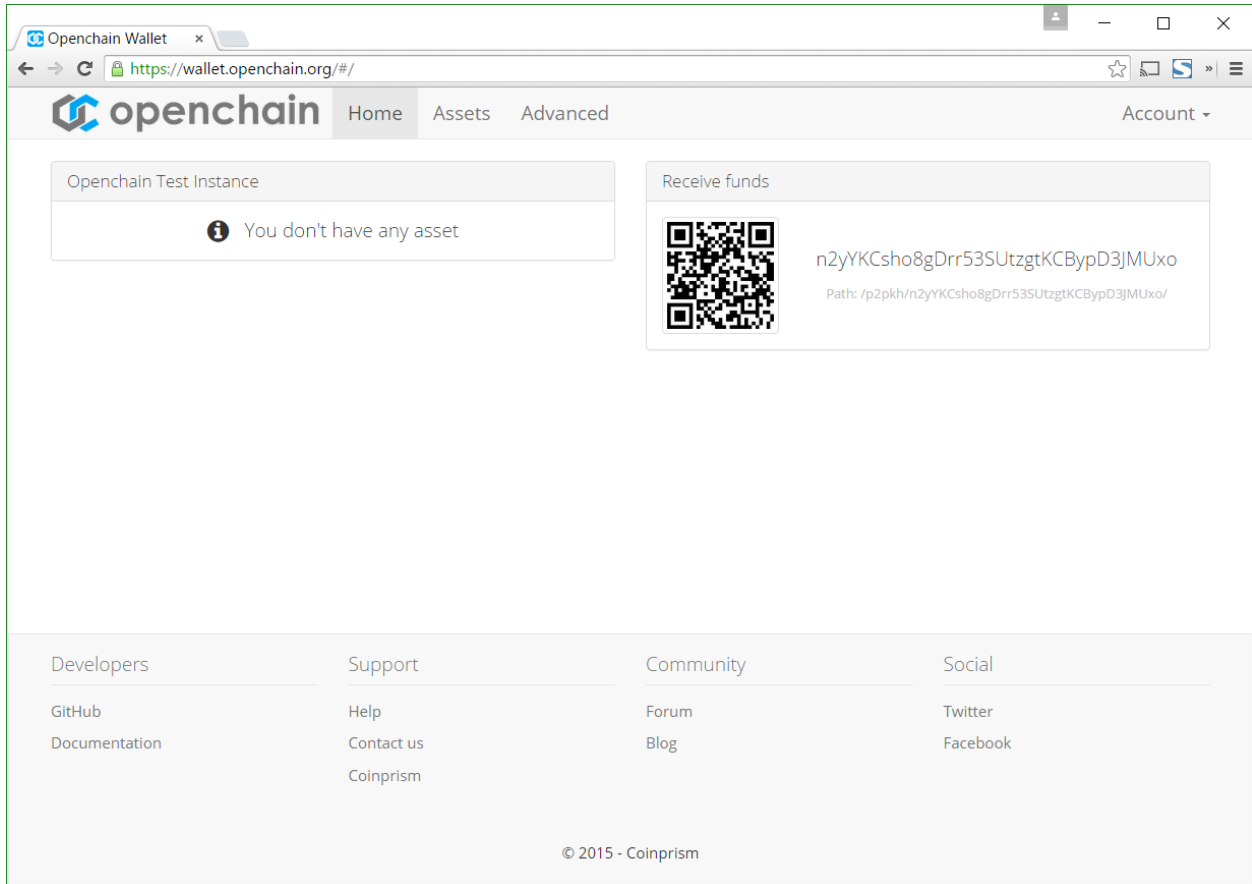 Openchain Wallet
https://wallet.openchain.org/#/
openchain Home Assets Advanced Account
Openchain Test Instance
You don't have any asset
Receive funds
n2yYKCsho8gDrr53SUtzgtKCBypD3JMUxo
Path: /p2pkh/n2yYKCsho8gDrr53SUtzgtKCBypD3JMUxo/
Developers
GitHub
Documentation
Support
Help
Contact us
Coinprism
Community
Forum
Blog
Social
Twitter
Facebook
© 2015 - Coinprism